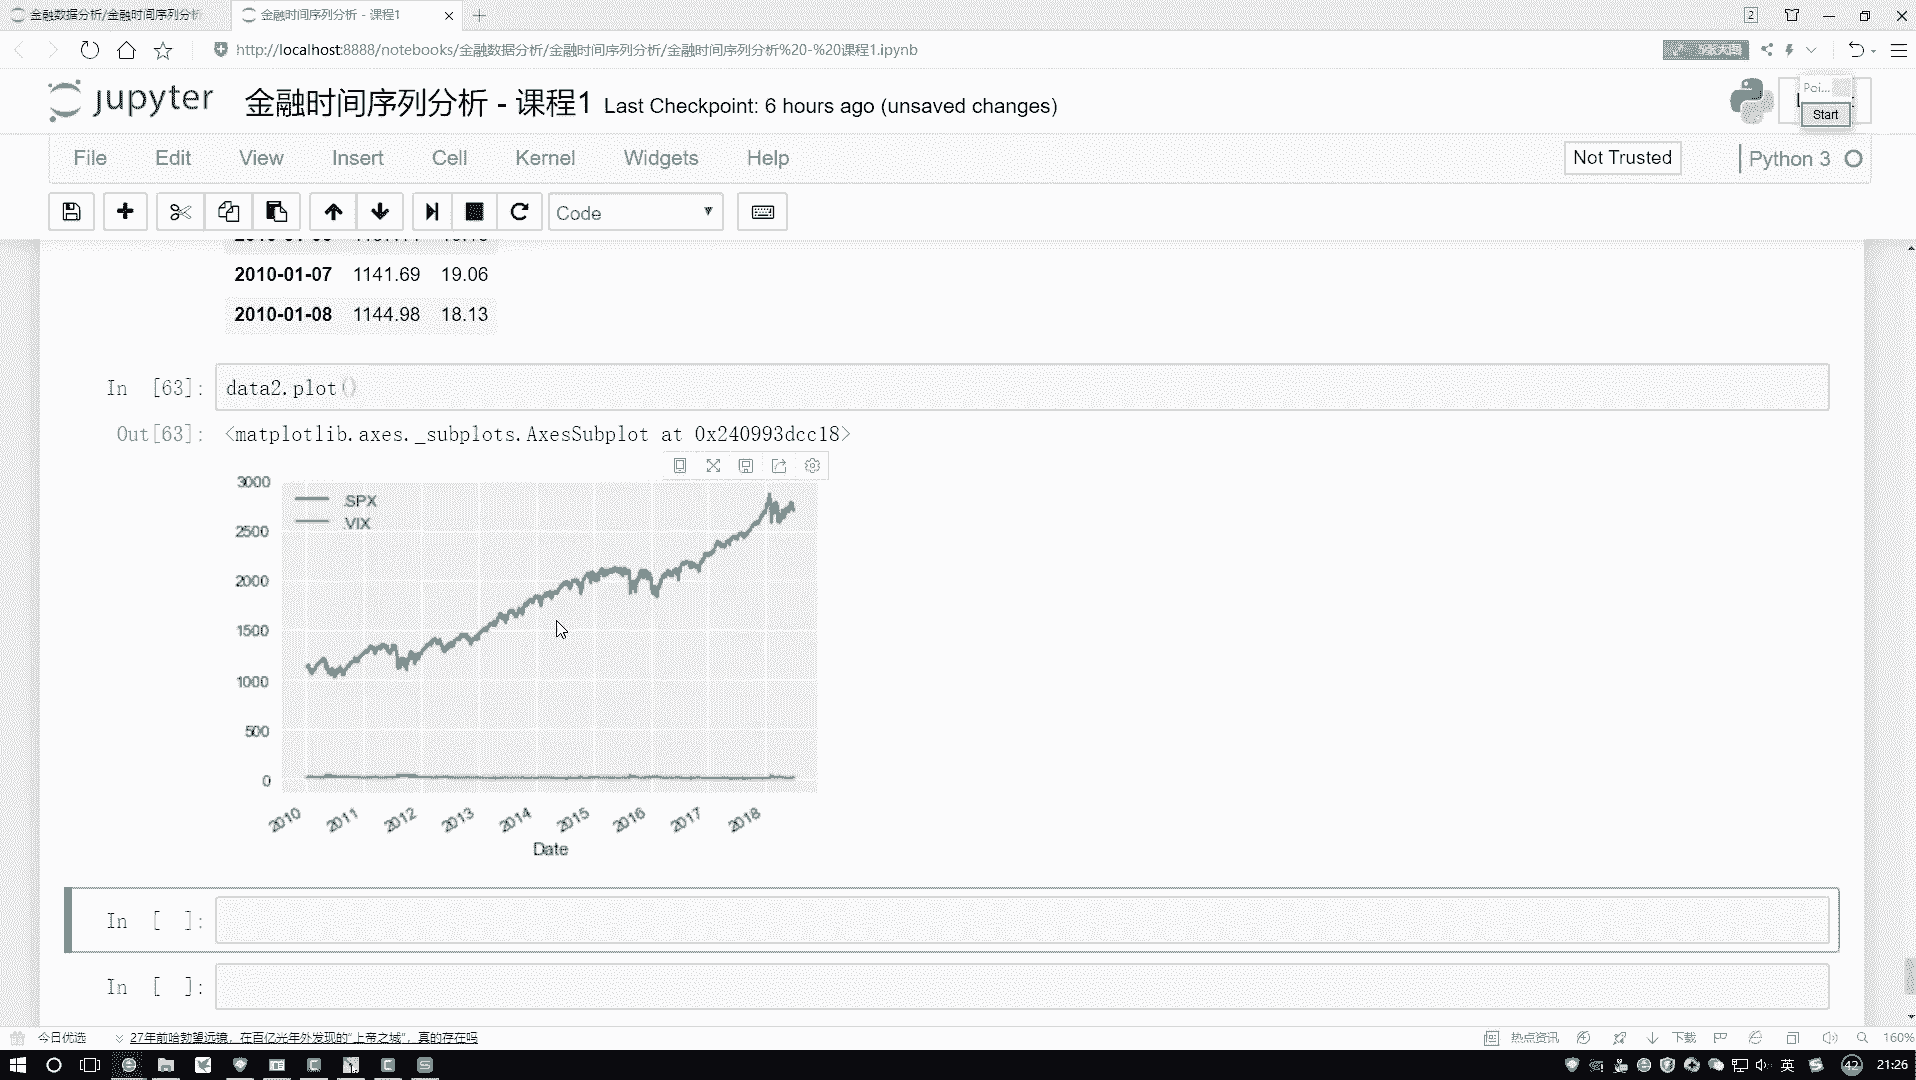 金融数据分析/金融时间序列分析
金融时间序列分析 - 课程1
2
http://localhost:8888/notebooks/金融数据分析/金融时间序列分析/金融时间序列分析%20-%20课程1.ipynb
jupyter
金融时间序列分析 - 课程1
Last Checkpoint: 6 hours ago (unsaved changes)
Poi...
Start
File Edit View Insert Cell Kernel Widgets Help
Not Trusted
Python 3
Code
2010-01-07 1141.69 19.06
2010-01-08 1144.98 18.13
In [63]:
data2.plot()
Out[63]:
<matplotlib.axes._subplots.AxesSubplot at 0x240993dcc18>
3000
SPX
VIX
2500
2000
1500
1000
500
0
2010 2011 2012 2013 2014 2015 2016 2017 2018
Date
In [ ]:
In [ ]:
今日优选
27年前哈勃望远镜，在百亿光年外发现的“上帝之城”，真的存在吗
热点资讯
下载
160%
英
42
21:26